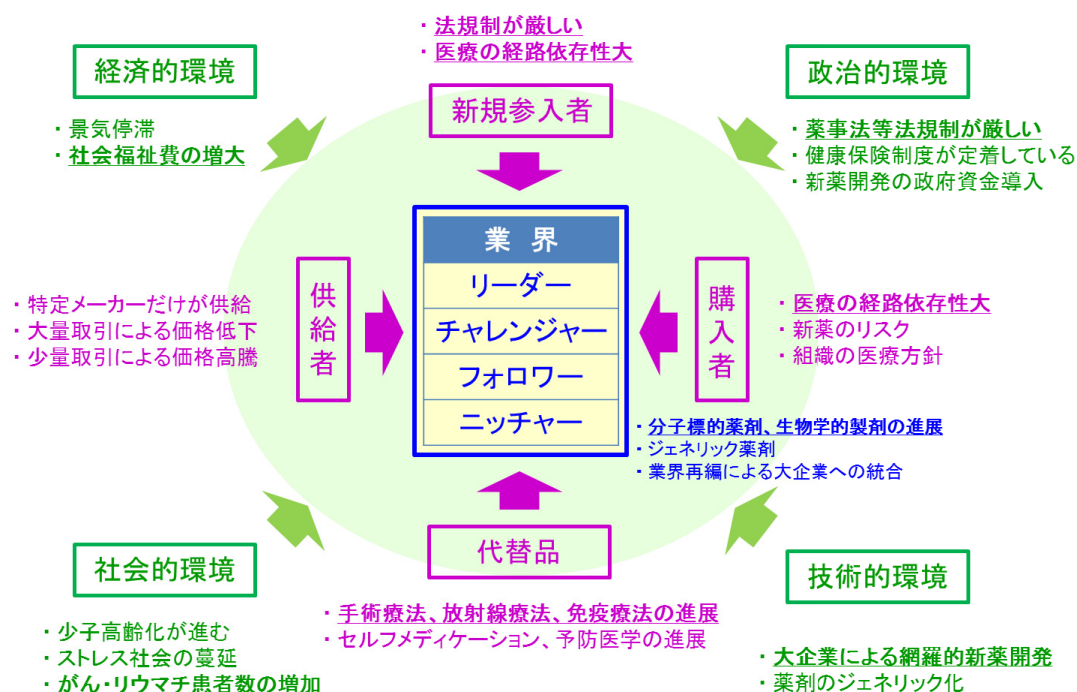 ・法規制が厳しい
・医療の経路依存性大
経済的環境
新規参入者
政治的環境
・景気停滞
・社会福祉費の増大
・薬事法等法規制が厳しい
・健康保険制度が定着している
・新薬開発の政府資金導入
業 界
リーダー
チャレンジャー
フォロワー
ニッチャー
・特定メーカーだけが供給
・大量取引による価格低下
・少量取引による価格高騰
供給者
購入者
・医療の経路依存性大
・新薬のリスク
・組織の医療方針
・分子標的薬剤、生物学的製剤の進展
・ジェネリック薬剤
・業界再編による大企業への統合
代替品
・手術療法、放射線療法、免疫療法の進展
・セルフメディケーション、予防医学の進展
社会的環境
・少子高齢化が進む
・ストレス社会の蔓延
・がん・リウマチ患者数の増加
技術的環境
・大企業による網羅的新薬開発
・薬剤のジェネリック化